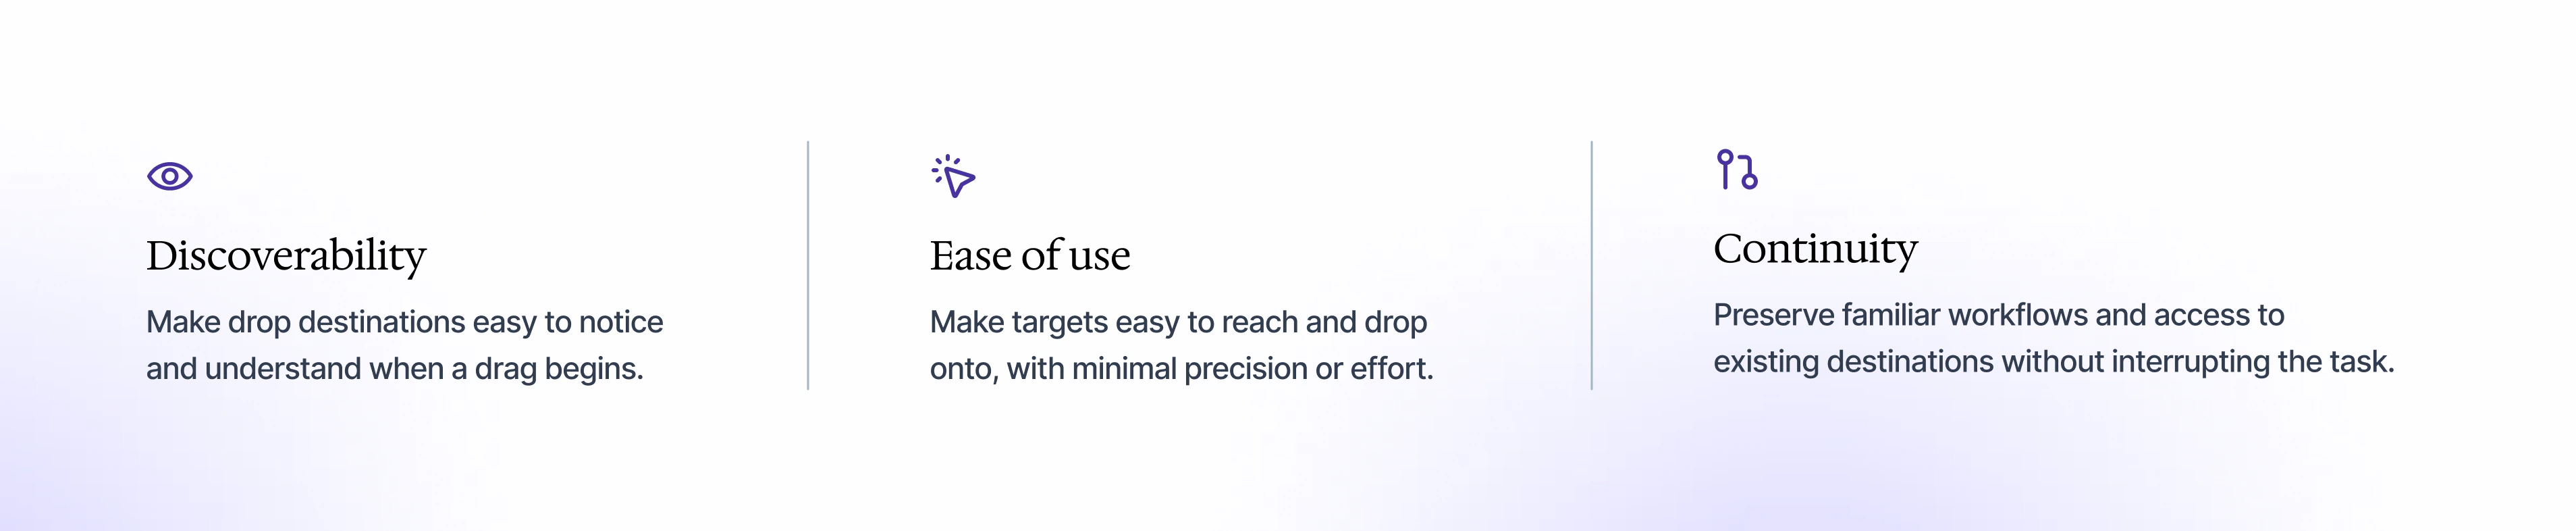 Discoverability
Make drop destinations easy to notice
and understand when a drag begins.
Ease of use
Make targets easy to reach and drop
onto, with minimal precision or effort.
Continuity
Preserve familiar workflows and access to
existing destinations without interrupting the task.